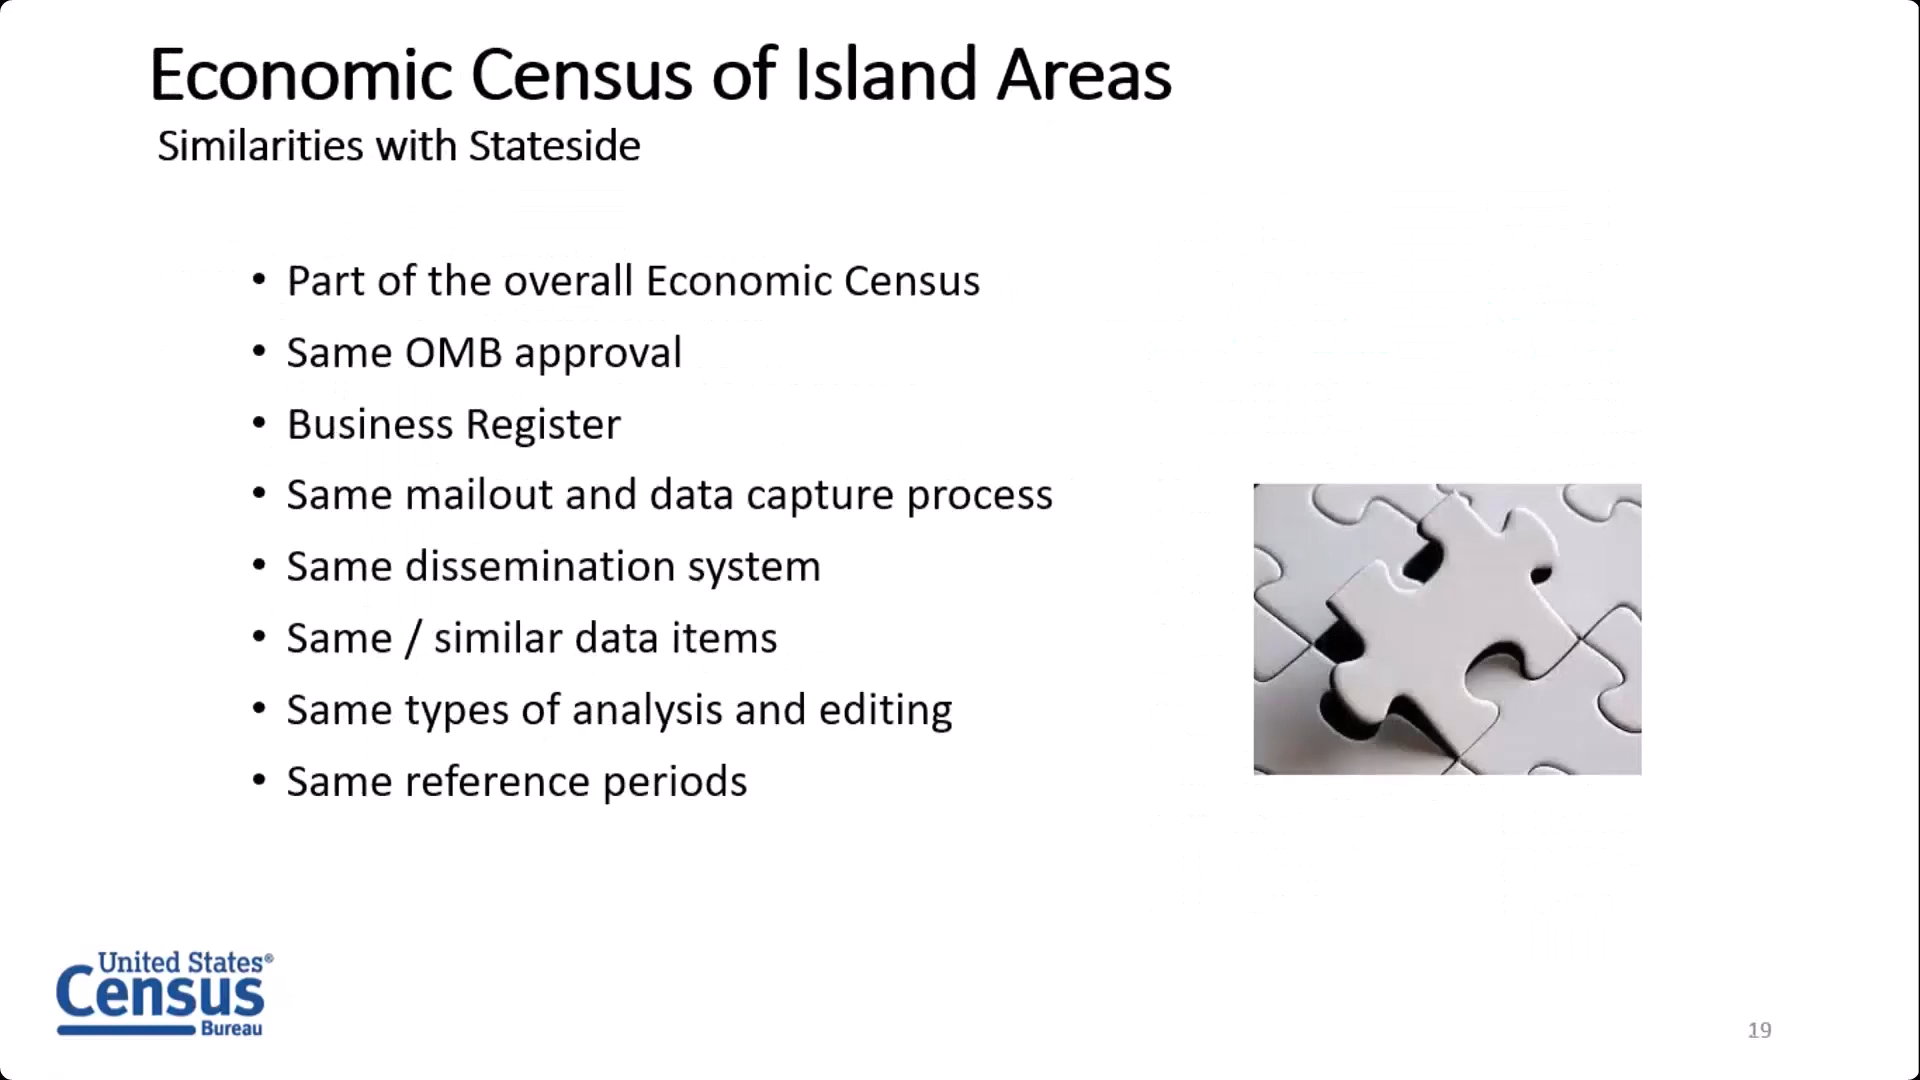 Economic Census of Island Areas
Similarities with Stateside
• Part of the overall Economic Census
• Same OMB approval
• Business Register
• Same mailout and data capture process
• Same dissemination system
• Same / similar data items
• Same types of analysis and editing
• Same reference periods
United States®
Census
Bureau
19